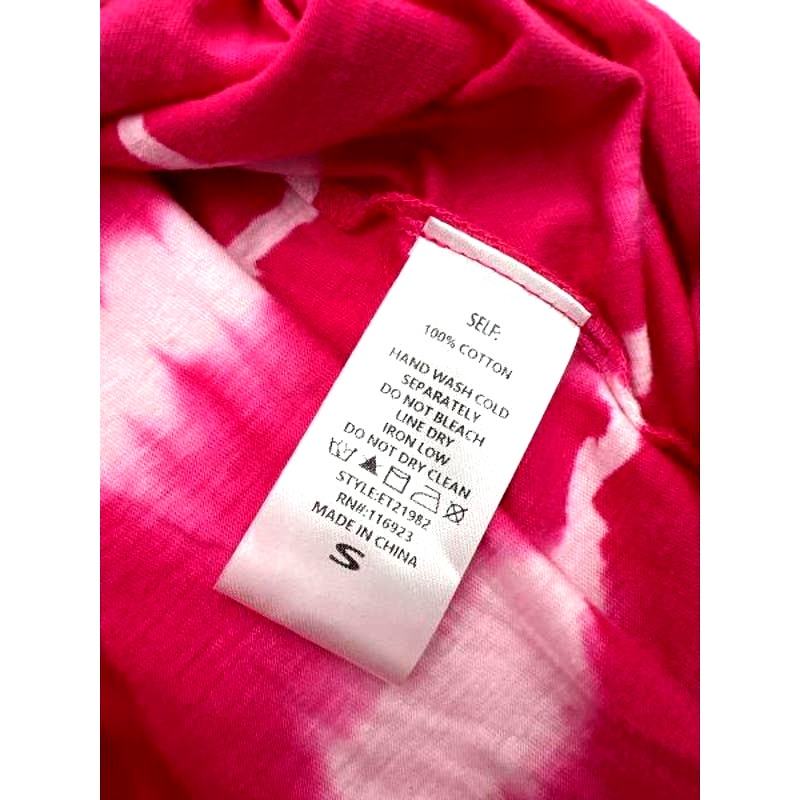 SELF:
100% COTTON
HAND WASH COLD
SEPARATELY
DO NOT BLEACH
LINE DRY
IRON LOW
DO NOT DRY CLEAN
STYLE:ET21982
RN#:116923
MADE IN CHINA
S